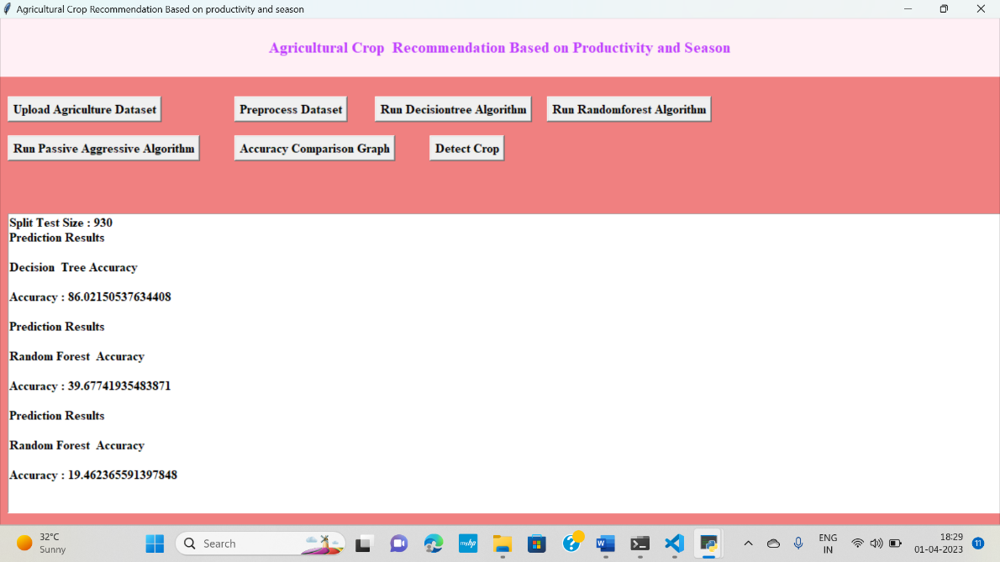 Agricultural Crop Recommendation Based on productivity and season
Agricultural Crop  Recommendation Based on Productivity and Season
Upload Agriculture Dataset
Preprocess Dataset
Run Decisiontree Algorithm
Run Randomforest Algorithm
Run Passive Aggressive Algorithm
Accuracy Comparison Graph
Detect Crop
Split Test Size : 930
Prediction Results
Decision  Tree Accuracy
Accuracy : 86.02150537634408
Prediction Results
Random Forest  Accuracy
Accuracy : 39.67741935483871
Prediction Results
Random Forest  Accuracy
Accuracy : 19.462365591397848
32°C
Sunny
Search
myhp
ENG
IN
18:29
01-04-2023
11